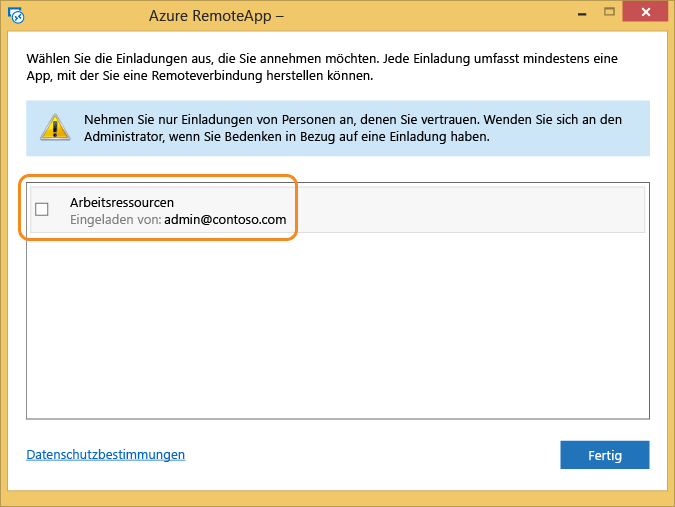 Azure RemoteApp –
Wählen Sie die Einladungen aus, die Sie annehmen möchten. Jede Einladung umfasst mindestens eine
App, mit der Sie eine Remoteverbindung herstellen können.
Nehmen Sie nur Einladungen von Personen an, denen Sie vertrauen. Wenden Sie sich an den
Administrator, wenn Sie Bedenken in Bezug auf eine Einladung haben.
Arbeitsressourcen
Eingeladen von: admin@contoso.com
Datenschutzbestimmungen
Fertig